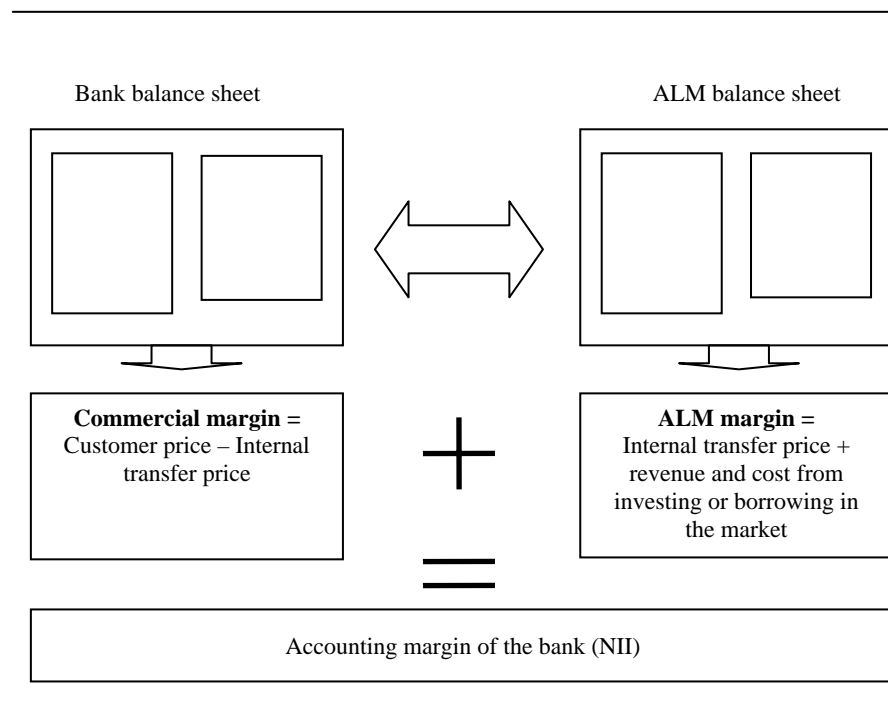 Bank balance sheet
ALM balance sheet
Commercial margin =
Customer price – Internal
transfer price
+
ALM margin =
Internal transfer price +
revenue and cost from
investing or borrowing in
the market
=
Accounting margin of the bank (NII)